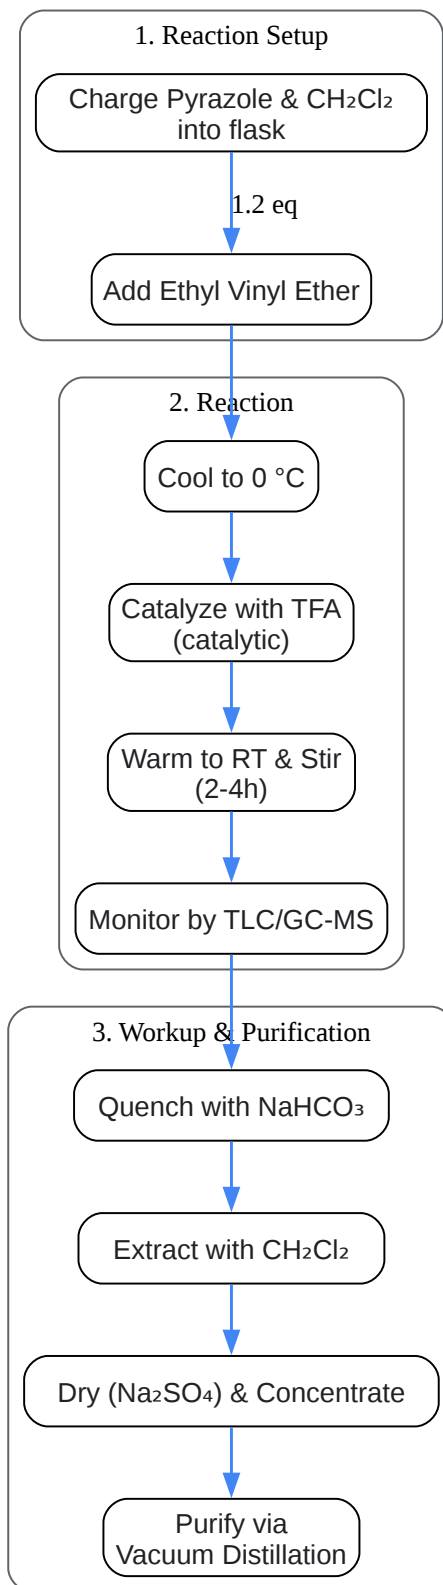 1. Reaction Setup
Charge Pyrazole & CH₂Cl₂
into flask
1.2 eq
Add Ethyl Vinyl Ether
2. Reaction
Cool to 0 °C
Catalyze with TFA
(catalytic)
Warm to RT & Stir
(2-4h)
Monitor by TLC/GC-MS
3. Workup & Purification
Quench with NaHCO₃
Extract with CH₂Cl₂
Dry (Na₂SO₄) & Concentrate
Purify via
Vacuum Distillation